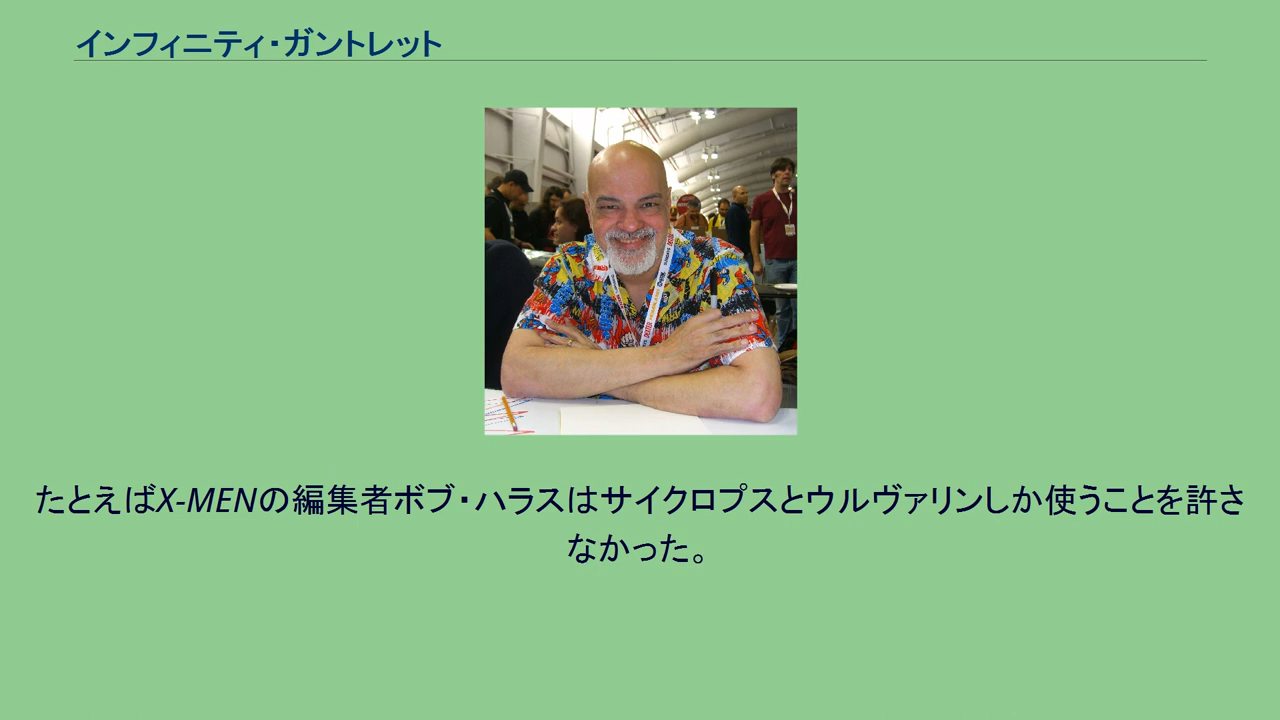 インフィニティ・ガントレット
たとえばX-MENの編集者ボブ・ハラスはサイクロプスとウルヴァリンしか使うことを許さ
なかった。